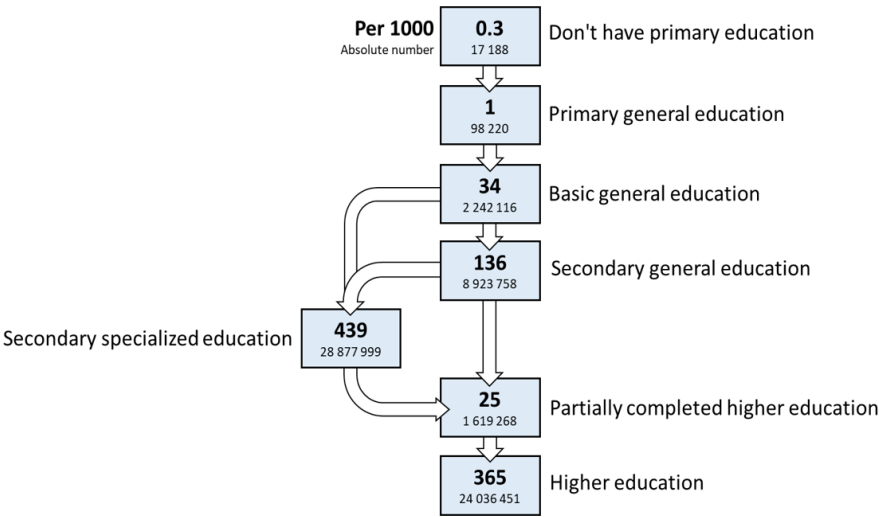 Per 1000
Absolute number
0.3
17 188
Don't have primary education
1
98 220
Primary general education
34
2 242 116
Basic general education
136
8 923 758
Secondary general education
Secondary specialized education
439
28 877 999
25
1 619 268
Partially completed higher education
365
24 036 451
Higher education